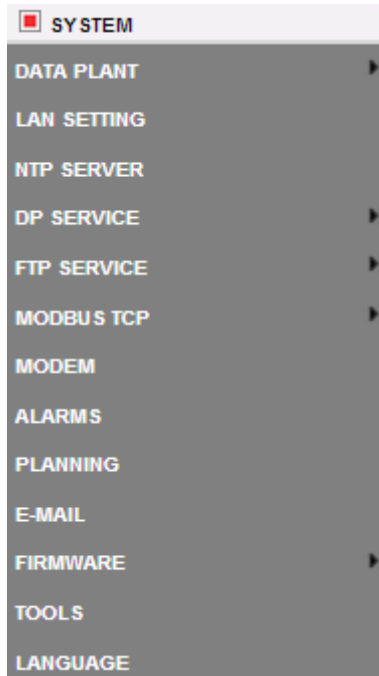 SYSTEM
DATA PLANT
LAN SETTING
NTP SERVER
DP SERVICE
FTP SERVICE
MODBUS TCP
MODEM
ALARMS
PLANNING
E-MAIL
FIRMWARE
TOOLS
LANGUAGE